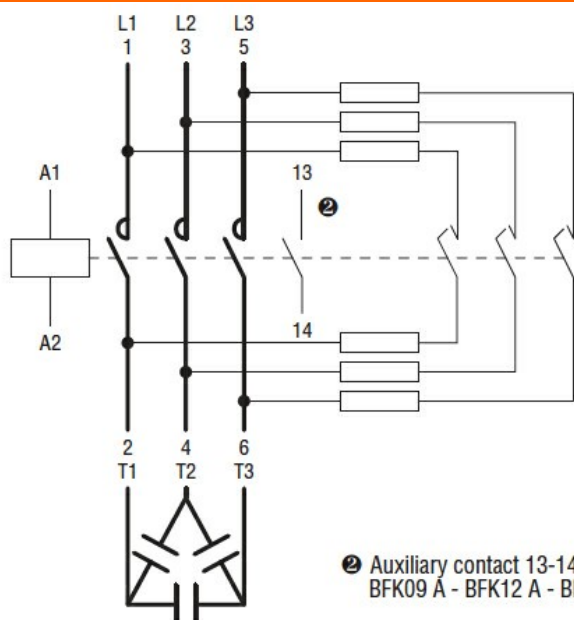 L1 L2 L3
1 3 5
A1 13 ❷
A2 14
2 4 6
T1 T2 T3
❷ Auxiliary contact 13-14
BFK09 A - BFK12 A -